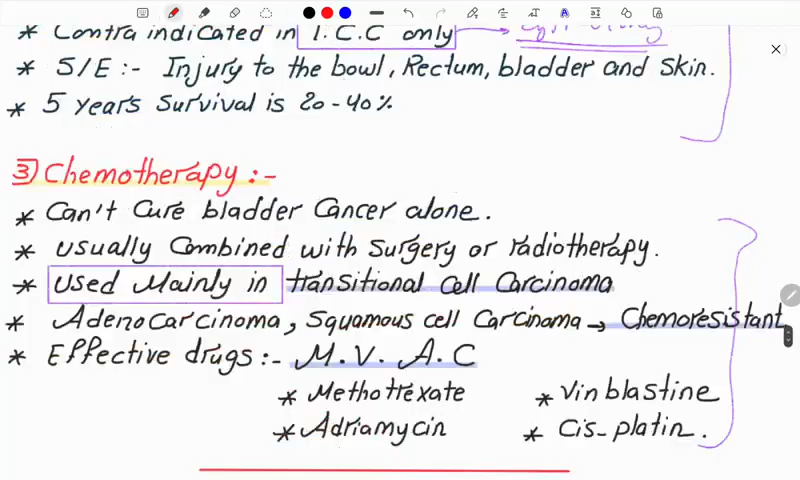 * Contra indicated in I.C.C only →
* S/E :- Injury to the bowl, Rectum, bladder and Skin.
* 5 years Survival is 20-40%
③ Chemotherapy :-
* Can't Cure bladder Cancer alone.
* usually Combined with Surgery or radiotherapy.
* Used Mainly in transitional cell Carcinoma
* Adenocarcinoma, Squamous cell Carcinoma → Chemoresistant
* Effective drugs :- M.V.A.C
* Methotrexate * Vinblastine
* Adriamycin * Cis-platin.